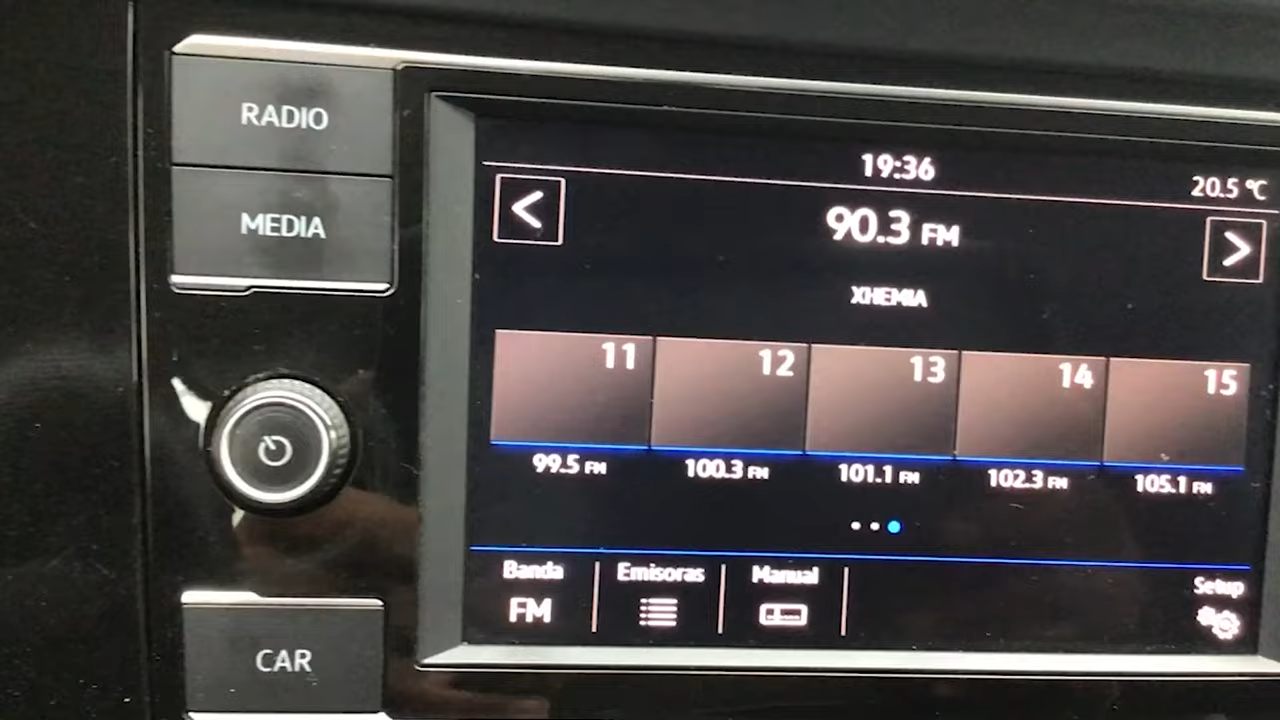 RADIO
MEDIA
CAR
19:36
20.5 °C
<
90.3 FM
>
XHEMIA
11 12 13 14 15
99.5 FM 100.3 FM 101.1 FM 102.3 FM 105.1 FM
Banda Emisoras Manual Setup
FM